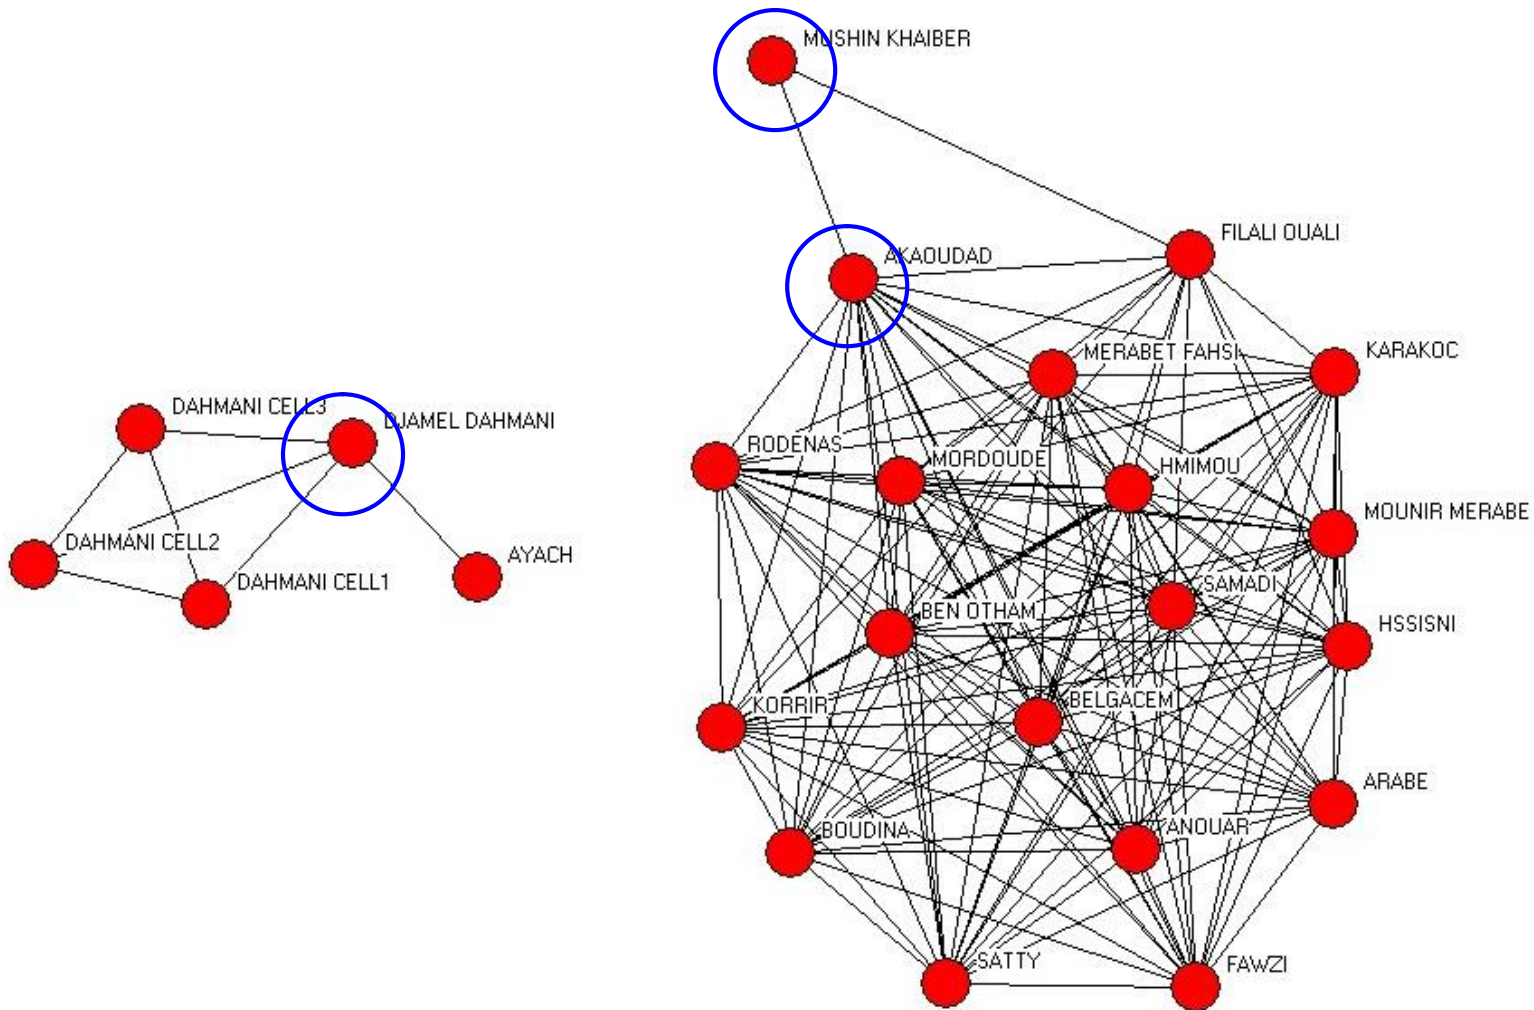 MUSHIN KHAIBER
FILALI OUALI
AKAOUDAD
MERABET FAHSI
KARAKOC
DAHMANI CELL3
DJAMEL DAHMANI
RODENAS
MORDOUDE
HMIMOU
MOUNIR MERABE
DAHMANI CELL2
AYACH
DAHMANI CELL1
SAMADI
BEN OTHAM
HSSISNI
KORRIR
BELGACEM
ARABE
BOUDINA
ANOUAR
SATTY
FAWZI